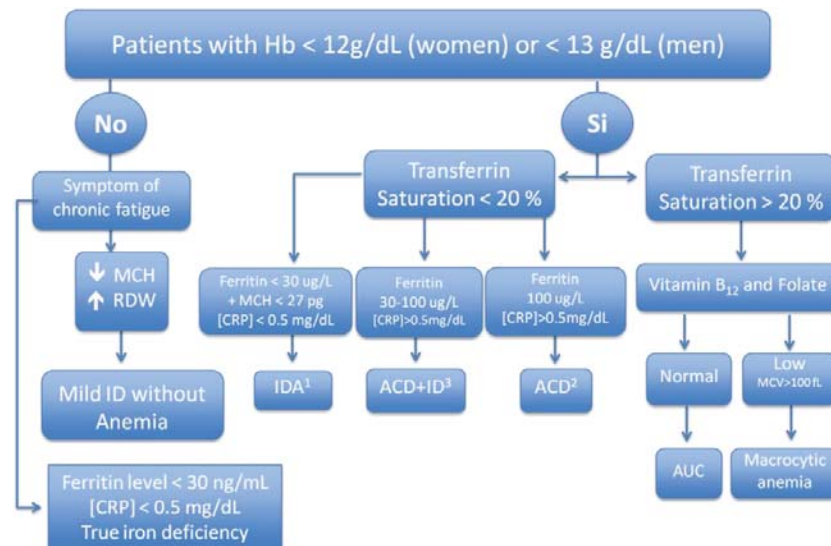 Patients with Hb < 12g/dL (women) or < 13 g/dL (men)
No
Si
Symptom of
chronic fatigue
Transferrin
Saturation < 20 %
Transferrin
Saturation > 20 %
↓ MCH
↑ RDW
Ferritin < 30 ug/L
+ MCH < 27 pg
[CRP] < 0.5 mg/dL
Ferritin
30-100 ug/L
[CRP]>0.5mg/dL
Ferritin
100 ug/L
[CRP]>0.5mg/dL
Vitamin B₁₂ and Folate
Mild ID without
Anemia
IDA¹
ACD+ID³
ACD²
Normal
Low
MCV>100 fL
AUC
Macrocytic
anemia
Ferritin level < 30 ng/mL
[CRP] < 0.5 mg/dL
True iron deficiency